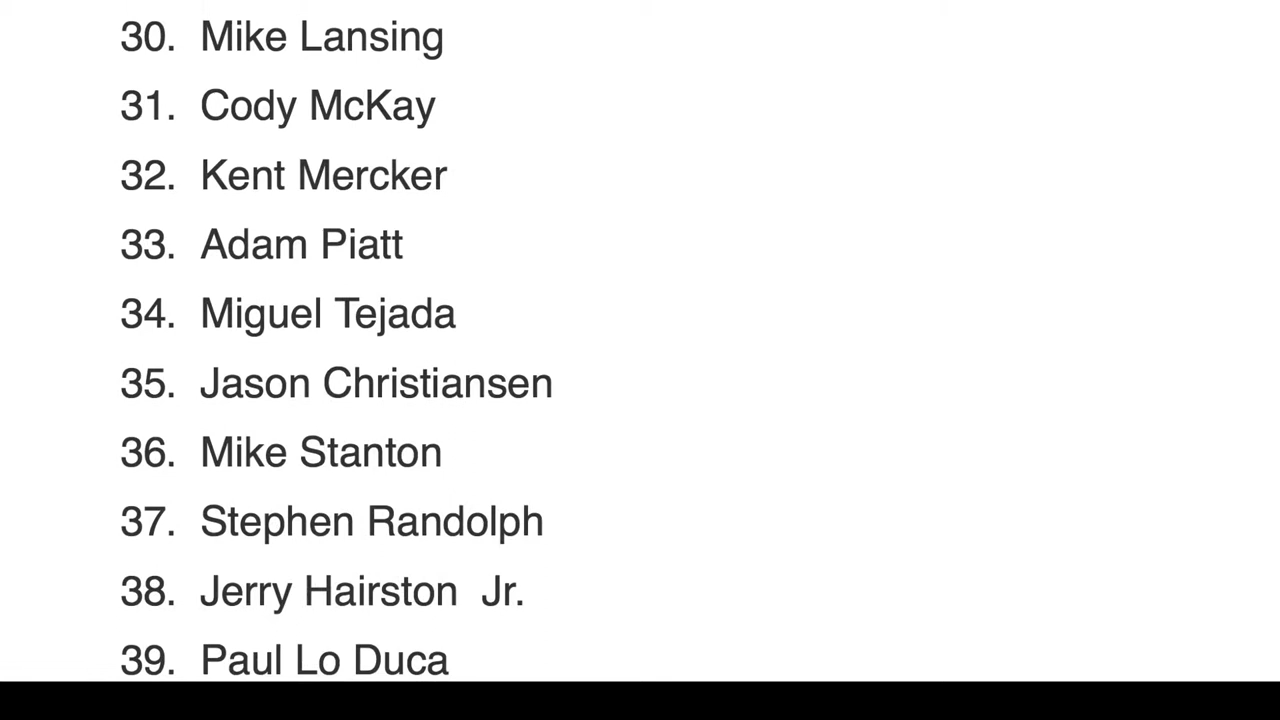 30. Mike Lansing
31. Cody McKay
32. Kent Mercker
33. Adam Piatt
34. Miguel Tejada
35. Jason Christiansen
36. Mike Stanton
37. Stephen Randolph
38. Jerry Hairston  Jr.
39. Paul Lo Duca